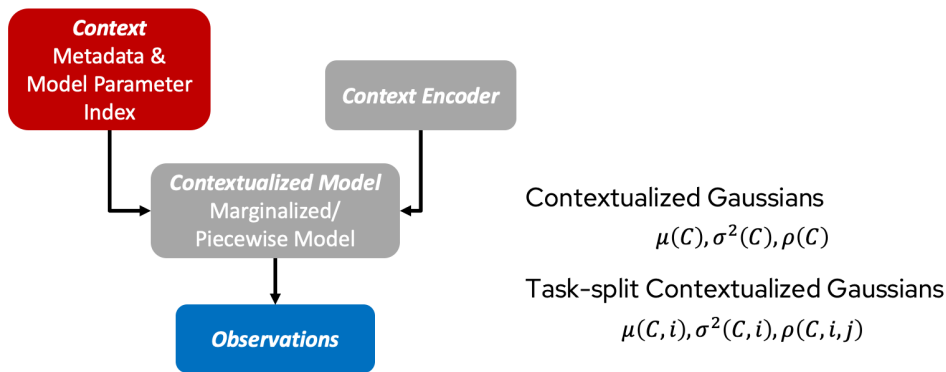 Context
Metadata &
Model Parameter
Index
Context Encoder
Contextualized Model
Marginalized/
Piecewise Model
Observations
Contextualized Gaussians
μ(C), σ²(C), ρ(C)
Task-split Contextualized Gaussians
μ(C, i), σ²(C, i), ρ(C, i, j)